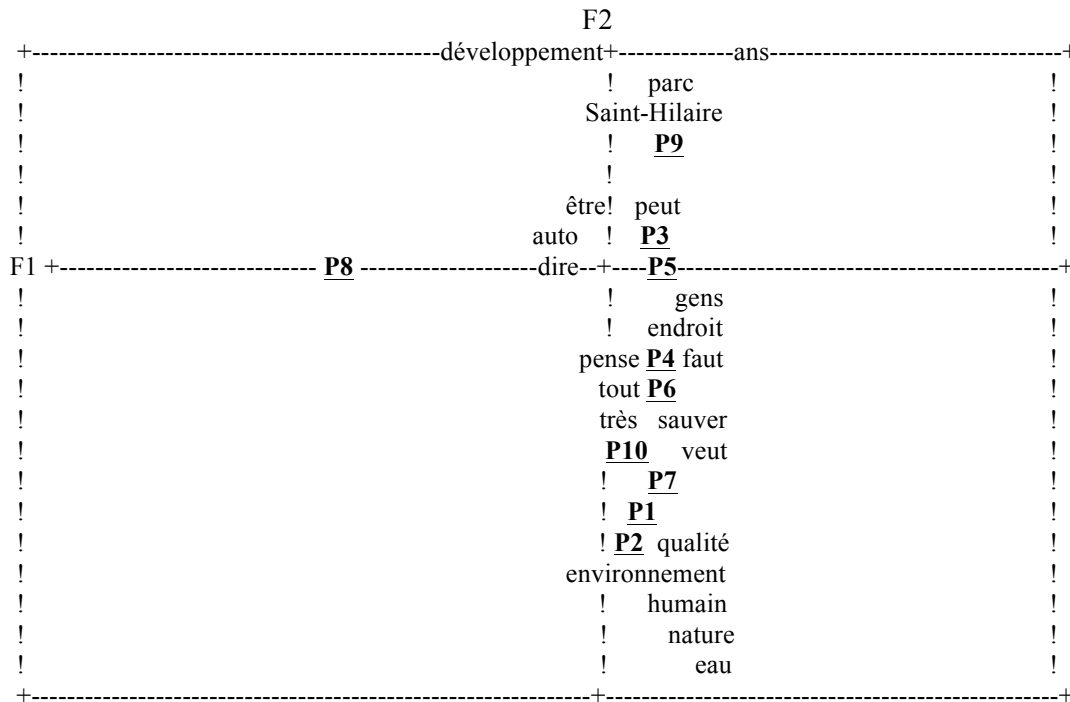 F2
+-----------------------------------------------développement+-------------ans----------------------------------+
! ! parc !
! Saint-Hilaire !
! ! P9 !
! ! !
! être! peut !
! auto ! P3 !
F1 +----------------------------- P8 --------------------dire--+-----P5---------------------------------------------+
! ! gens !
! ! endroit !
! pense P4 faut !
! tout P6 !
! très sauver !
! P10 veut !
! ! P7 !
! ! P1 !
! ! P2 qualité !
! environnement !
! ! humain !
! ! nature !
! ! eau !
+----------------------------------------------------------------+----------------------------------------------------+